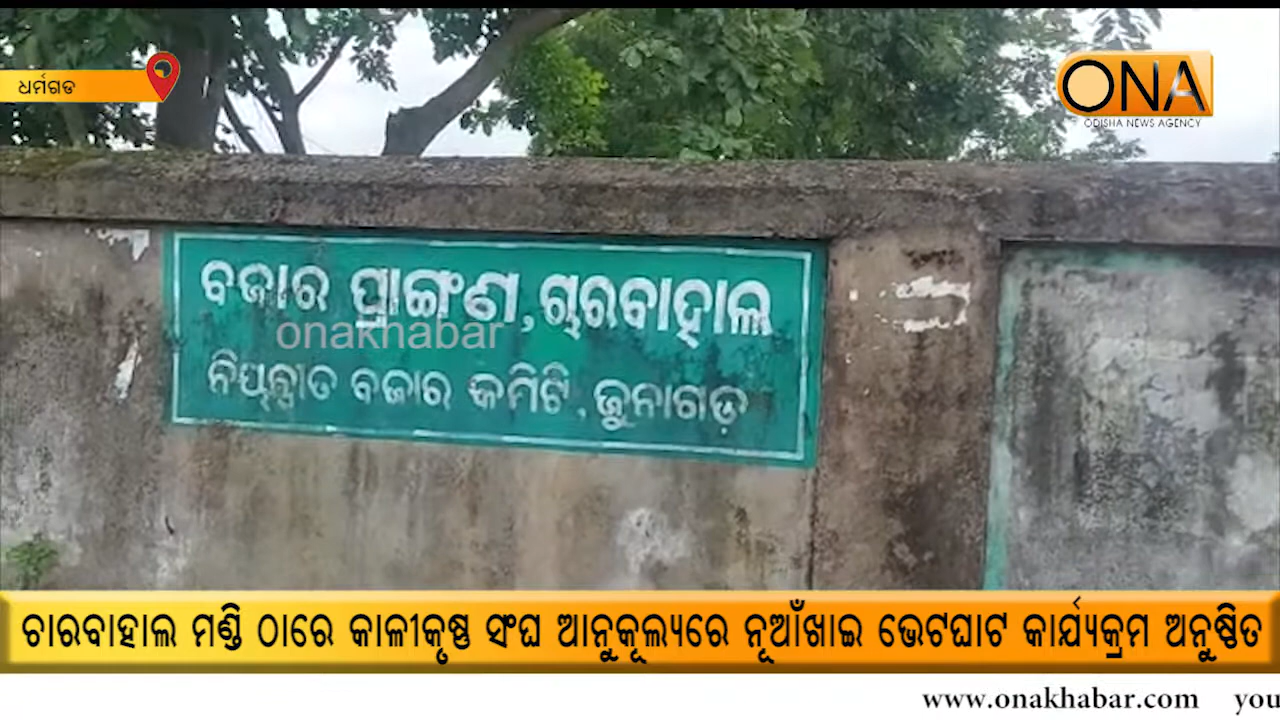 ଧର୍ମଗଡ
ONA
ODISHA NEWS AGENCY
ବଜାର ପ୍ରାଙ୍ଗଣ, ଚାରବାହାଲ
onakhabar
ନିୟନ୍ତ୍ରୀତ ବଜାର କମିଟି, ଜୁନାଗଡ଼
ଚାରବାହାଲ ମଣ୍ଡି ଠାରେ କାଳୀକୃଷ୍ଣ ସଂଘ ଆନୁକୂଲ୍ୟରେ ନୂଆଁଖାଇ ଭେଟଘାଟ କାର୍ଯ୍ୟକ୍ରମ ଅନୁଷ୍ଠିତ
www.onakhabar.com you